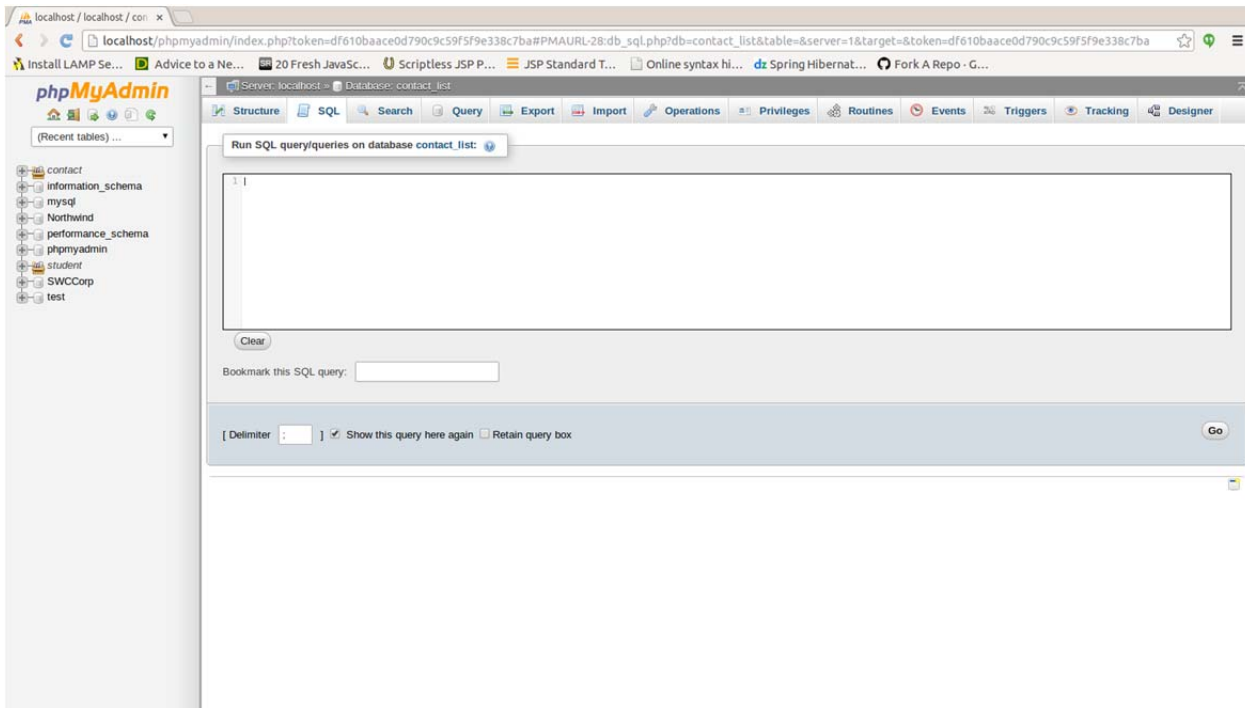 localhost / localhost / con
localhost/phpmyadmin/index.php?token=df610baace0d790c9c59f5f9e338c7ba#PMAURL-28:db_sql.php?db=contact_list&table=&server=1&target=&token=df610baace0d790c9c59f5f9e338c7ba
Install LAMP Se... Advice to a Ne... 20 Fresh JavaSc... Scriptless JSP P... JSP Standard T... Online syntax hi... dz Spring Hibernat... Fork A Repo · G...
phpMyAdmin
Server: localhost » Database: contact_list
Structure SQL Search Query Export Import Operations Privileges Routines Events Triggers Tracking Designer
(Recent tables) ...
Run SQL query/queries on database contact_list:
contact
information_schema
mysql
Northwind
performance_schema
phpmyadmin
student
SWCCorp
test
1
Clear
Bookmark this SQL query:
[ Delimiter ; ] Show this query here again Retain query box
Go